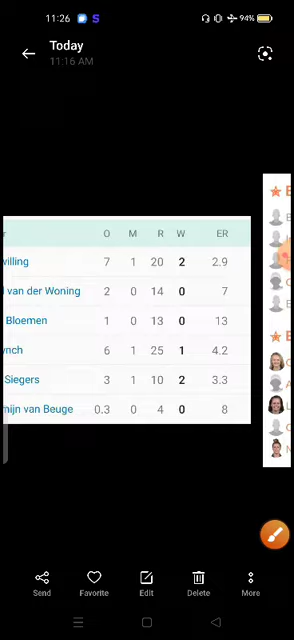 11:26 S 94%
Today
11:16 AM
r O M R W ER
willing 7 1 20 2 2.9
l van der Woning 2 0 14 0 7
Bloemen 1 0 13 0 13
ynch 6 1 25 1 4.2
Siegers 3 1 10 2 3.3
mijn van Beuge 0.3 0 4 0 8
Send Favorite Edit Delete More